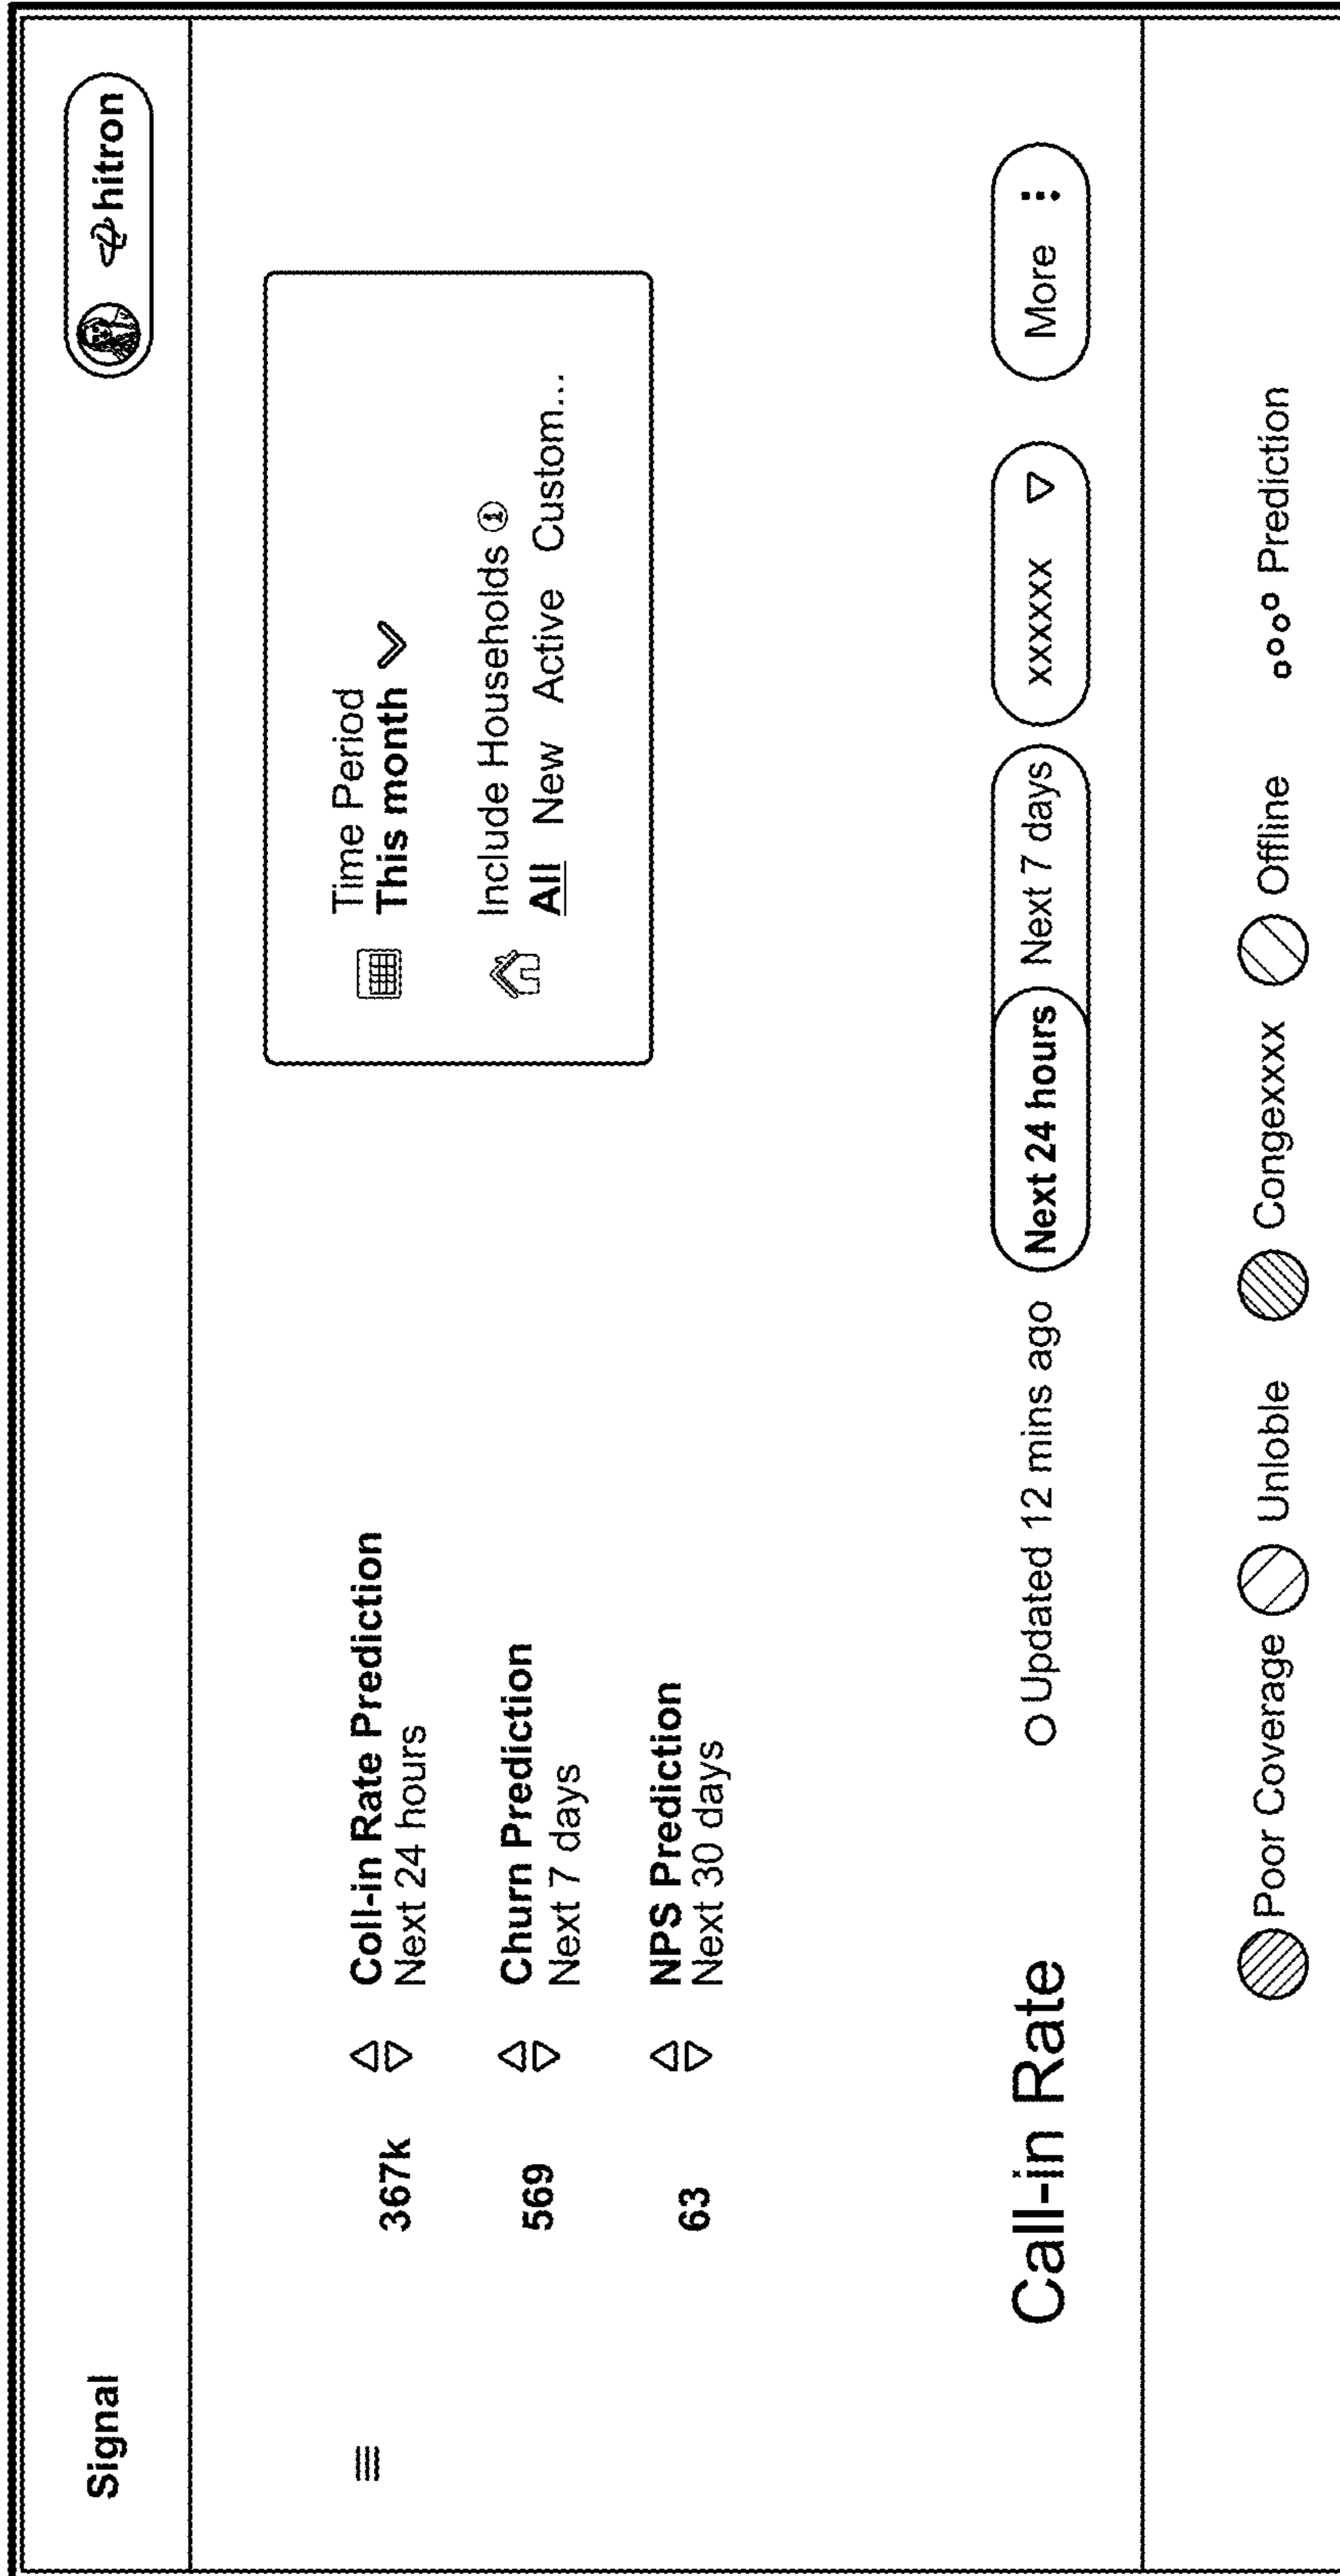 Signal
hitron
367k
Coll-in Rate Prediction
Next 24 hours
569
Churn Prediction
Next 7 days
63
NPS Prediction
Next 30 days
Time Period
This month
Include Households
All New Active Custom...
Call-in Rate
Updated 12 mins ago Next 24 hours Next 7 days xxxxxx More
Poor Coverage Unloble Congexxxx Offline Prediction